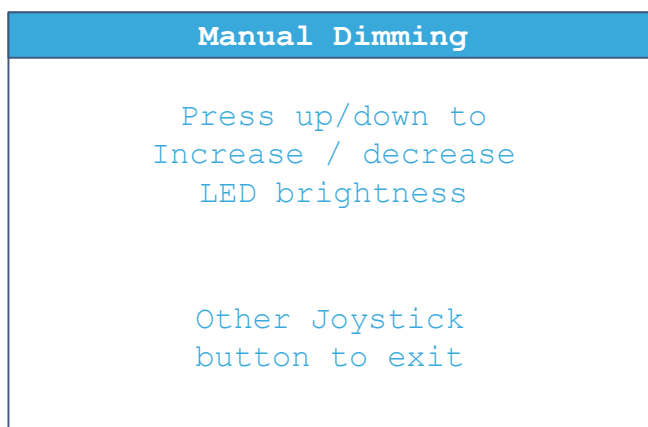 Manual Dimming
Press up/down to
Increase / decrease
LED brightness
Other Joystick
button to exit